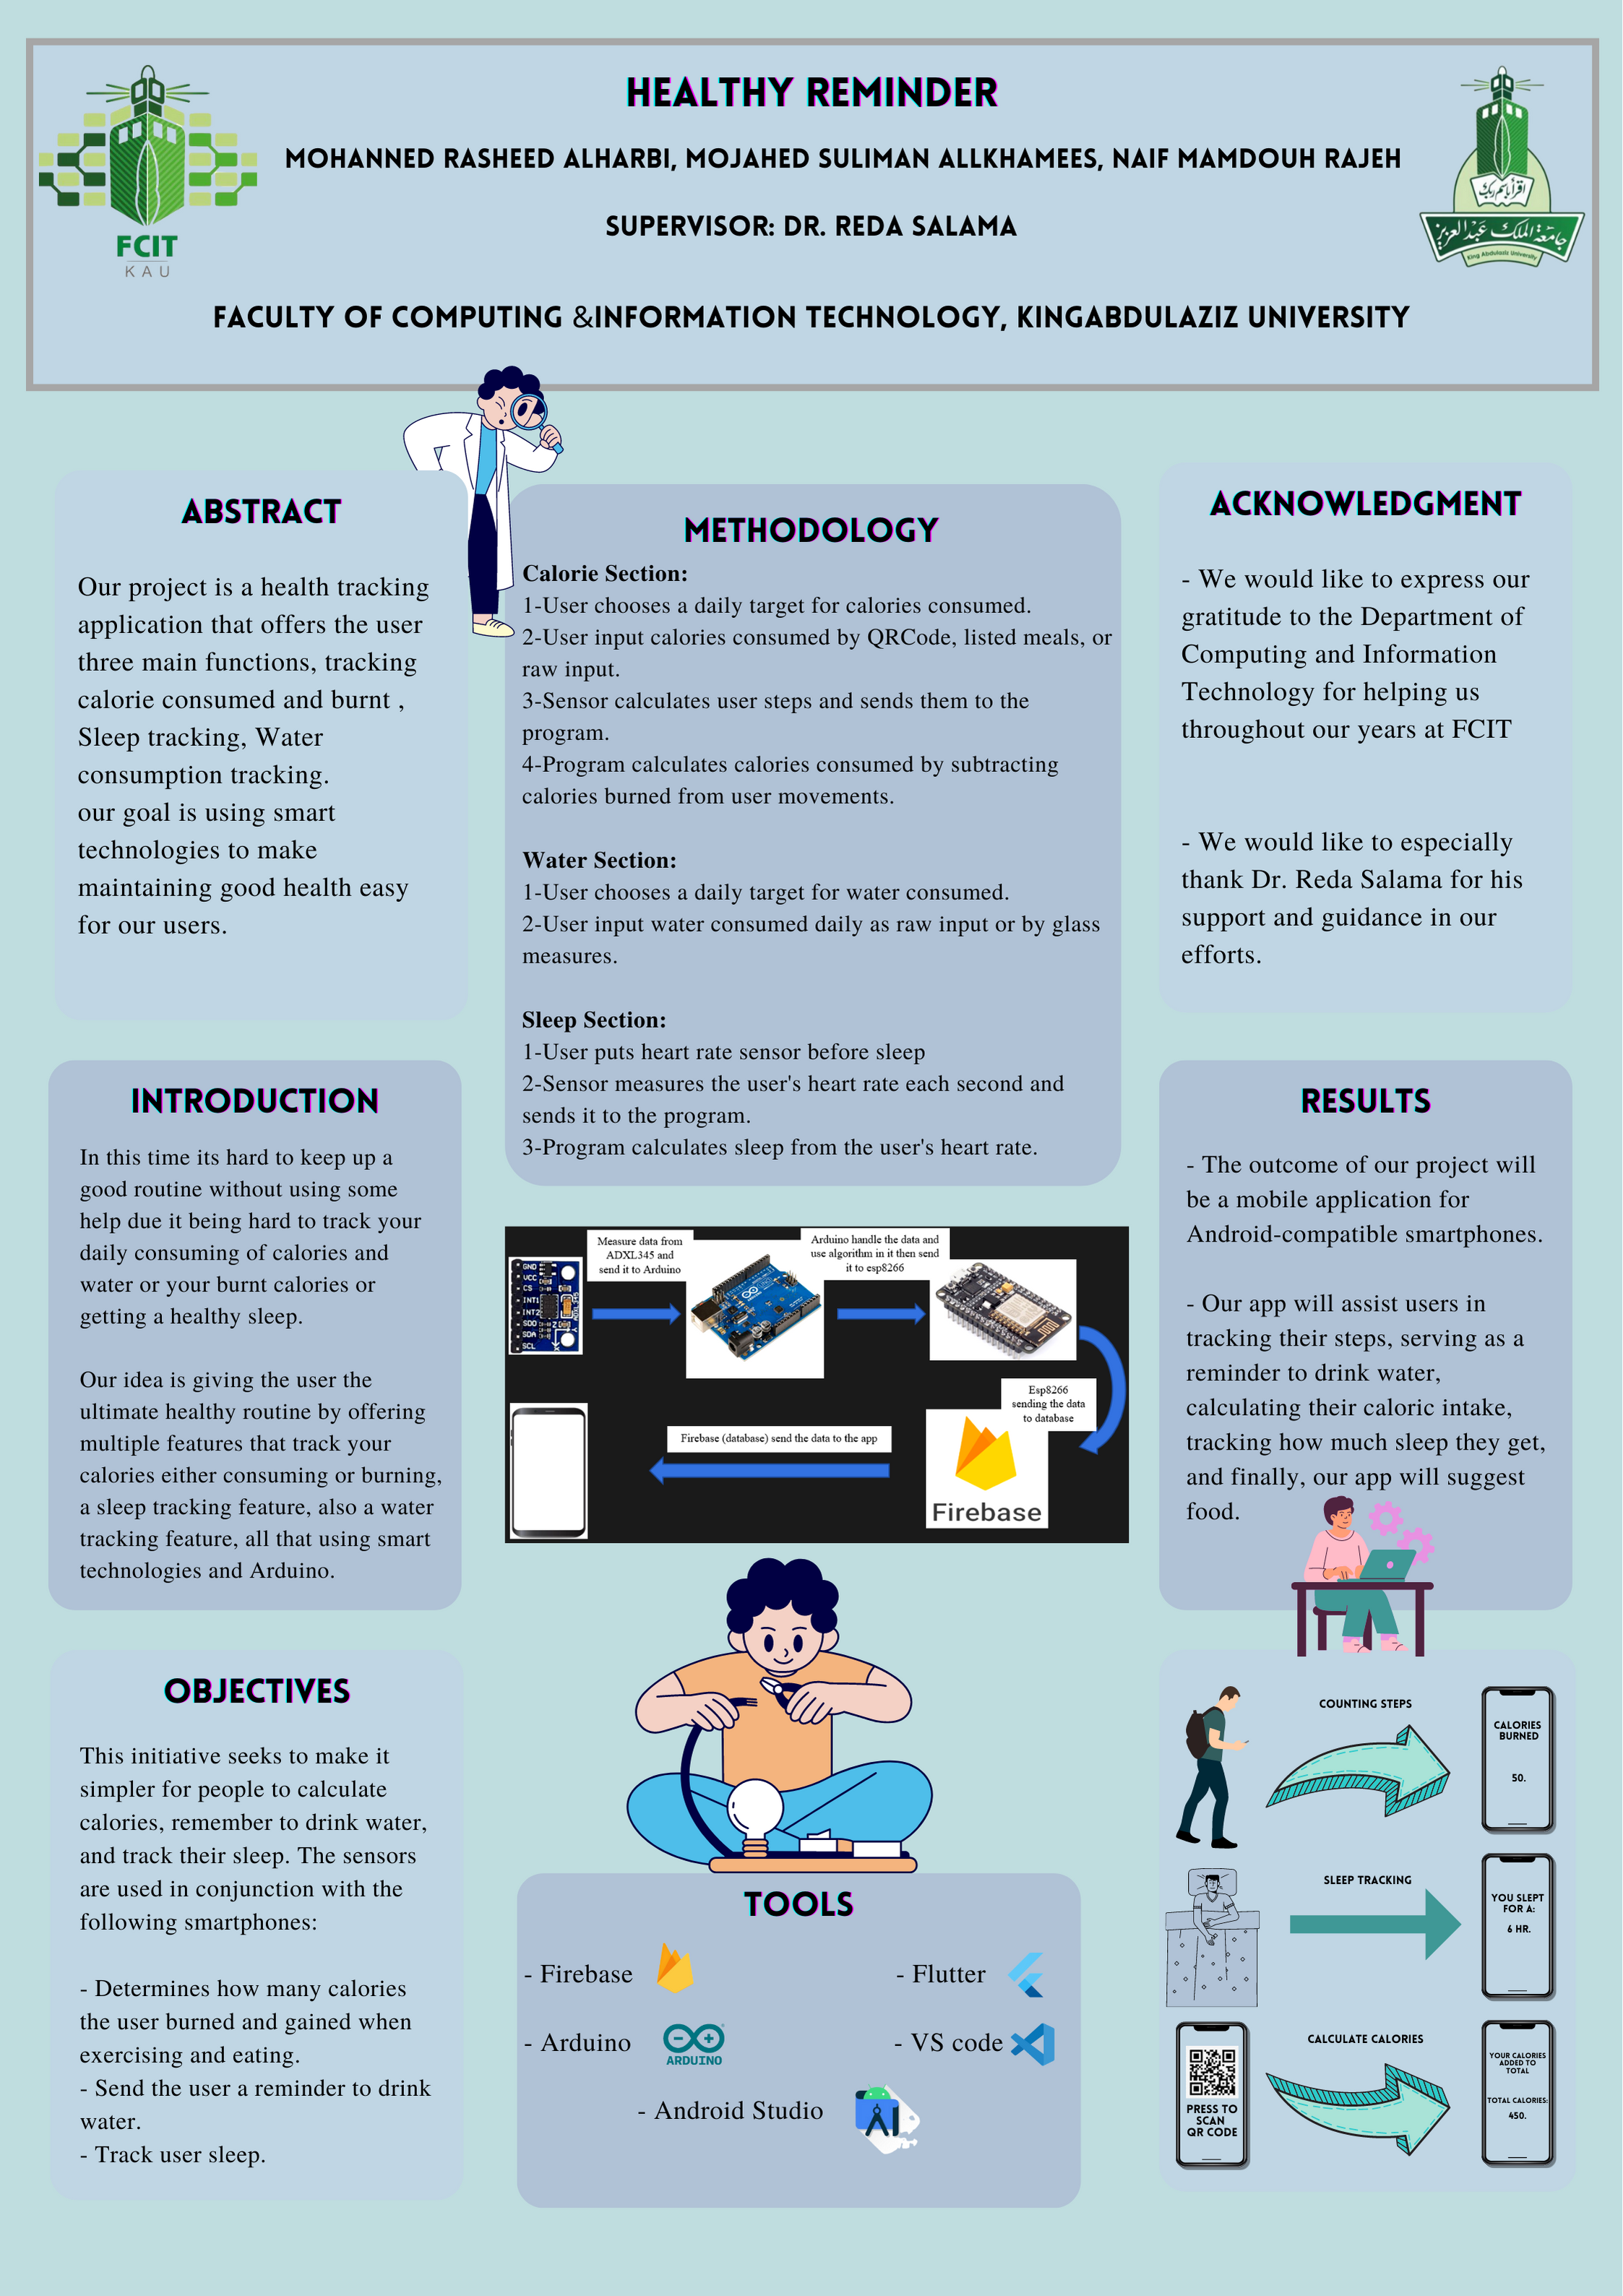 HEALTHY REMINDER
MOHANNED RASHEED ALHARBI, MOJAHED SULIMAN ALLKHAMEES, NAIF MAMDOUH RAJEH
SUPERVISOR: DR. REDA SALAMA
FACULTY OF COMPUTING &INFORMATION TECHNOLOGY, KINGABDULAZIZ UNIVERSITY
FCIT
KAU
اقرأ باسم ربك
جامعة الملك عبدالعزيز
King Abdulaziz University
ABSTRACT
Our project is a health tracking
application that offers the user
three main functions, tracking
calorie consumed and burnt ,
Sleep tracking, Water
consumption tracking.
our goal is using smart
technologies to make
maintaining good health easy
for our users.
INTRODUCTION
In this time its hard to keep up a
good routine without using some
help due it being hard to track your
daily consuming of calories and
water or your burnt calories or
getting a healthy sleep.
Our idea is giving the user the
ultimate healthy routine by offering
multiple features that track your
calories either consuming or burning,
a sleep tracking feature, also a water
tracking feature, all that using smart
technologies and Arduino.
OBJECTIVES
This initiative seeks to make it
simpler for people to calculate
calories, remember to drink water,
and track their sleep. The sensors
are used in conjunction with the
following smartphones:
- Determines how many calories
the user burned and gained when
exercising and eating.
- Send the user a reminder to drink
water.
- Track user sleep.
METHODOLOGY
Calorie Section:
1-User chooses a daily target for calories consumed.
2-User input calories consumed by QRCode, listed meals, or
raw input.
3-Sensor calculates user steps and sends them to the
program.
4-Program calculates calories consumed by subtracting
calories burned from user movements.
Water Section:
1-User chooses a daily target for water consumed.
2-User input water consumed daily as raw input or by glass
measures.
Sleep Section:
1-User puts heart rate sensor before sleep
2-Sensor measures the user's heart rate each second and
sends it to the program.
3-Program calculates sleep from the user's heart rate.
Measure data from
ADXL345 and
send it to Arduino
Arduino handle the data and
use algorithm in it then send
it to esp8266
GND
VCC
CS
INT1
INT2
SDO
SDA
SCL
Esp8266
sending the data
to database
Firebase (database) send the data to the app
Firebase
TOOLS
- Firebase
- Flutter
- Arduino
ARDUINO
- VS code
- Android Studio
ACKNOWLEDGMENT
- We would like to express our
gratitude to the Department of
Computing and Information
Technology for helping us
throughout our years at FCIT
- We would like to especially
thank Dr. Reda Salama for his
support and guidance in our
efforts.
RESULTS
- The outcome of our project will
be a mobile application for
Android-compatible smartphones.
- Our app will assist users in
tracking their steps, serving as a
reminder to drink water,
calculating their caloric intake,
tracking how much sleep they get,
and finally, our app will suggest
food.
COUNTING STEPS
CALORIES
BURNED
50.
SLEEP TRACKING
YOU SLEPT
FOR A:
6 HR.
CALCULATE CALORIES
PRESS TO
SCAN
QR CODE
YOUR CALORIES
ADDED TO
TOTAL
TOTAL CALORIES:
450.